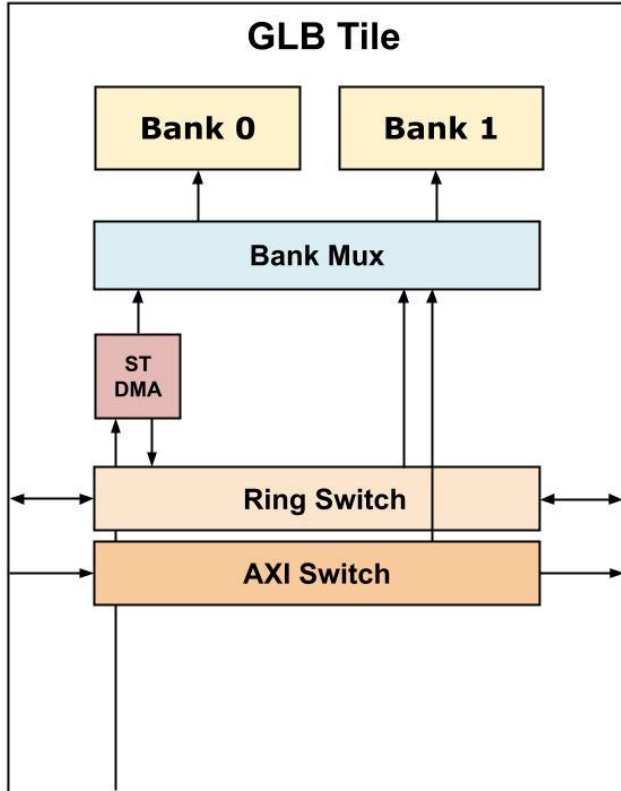 GLB Tile
Bank 0
Bank 1
Bank Mux
ST
DMA
Ring Switch
AXI Switch